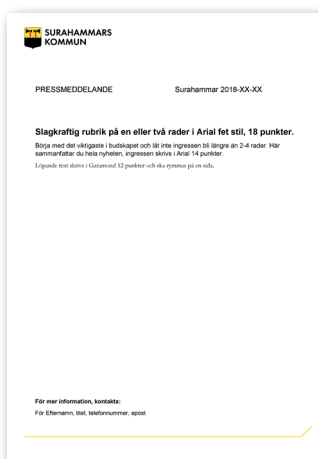 SURAHAMMARS
KOMMUN
PRESSMEDDELANDE Surahammar 2018-XX-XX
Slagkraftig rubrik på en eller två rader i Arial fet stil, 18 punkter.
Börja med det viktigaste i budskapet och låt inte ingressen bli längre än 2-4 rader. Här
sammanfattar du hela nyheten, ingressen skrivs i Arial 14 punkter.
Löpande text skrivs i Garamond 12 punkter och ska rymmas på en sida.
För mer information, kontakta:
För Efternamn, titel, telefonnummer, epost